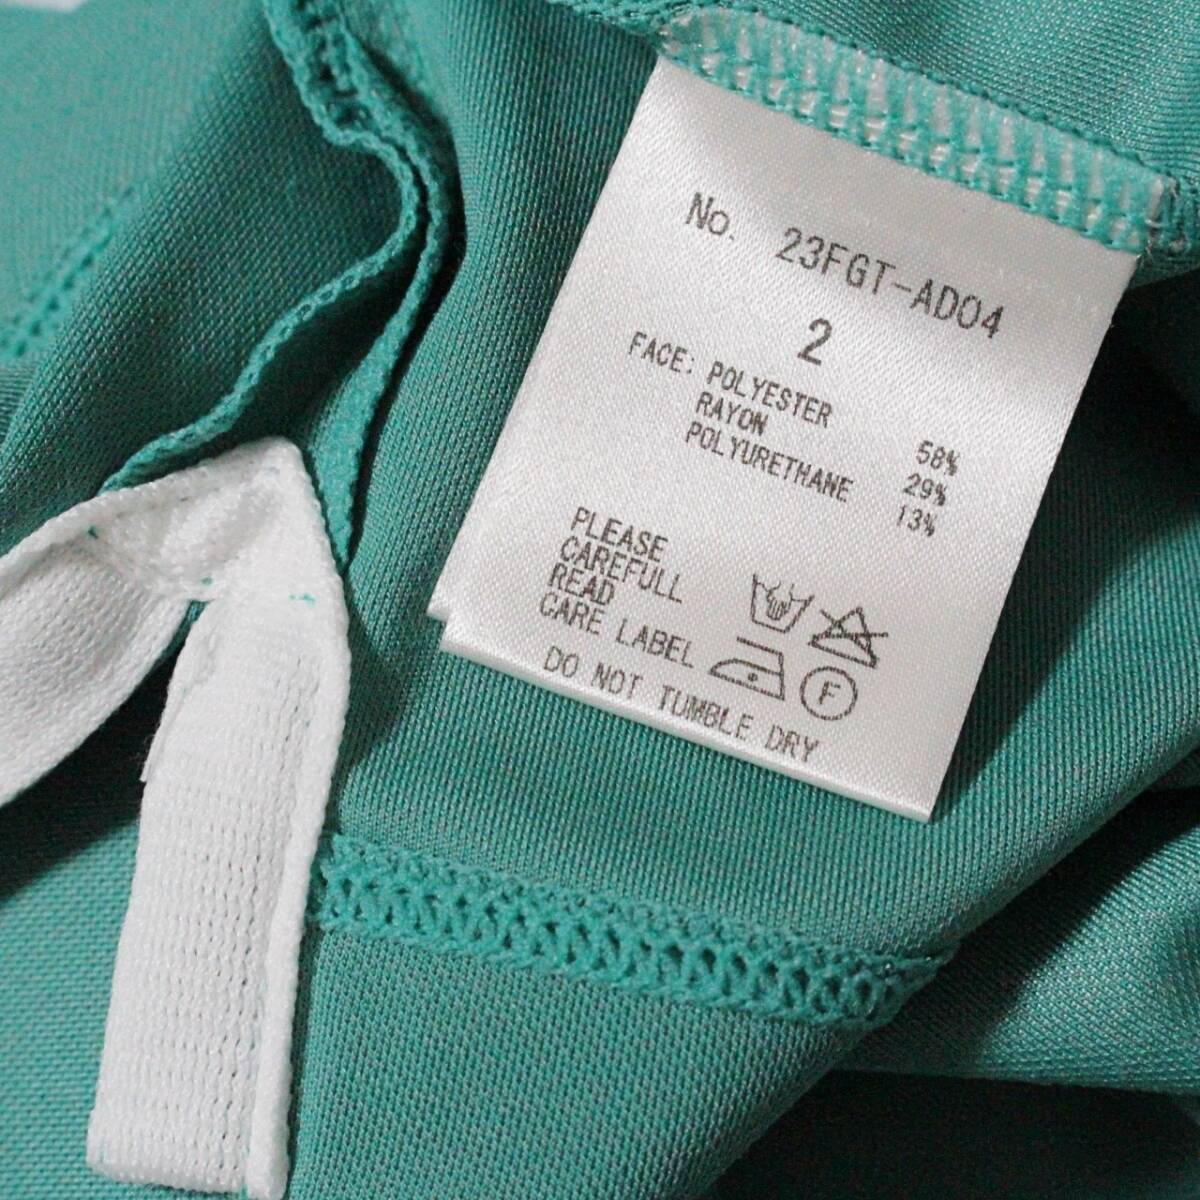 No. 23FGT-AD04
2
FACE: POLYESTER 58%
RAYON 29%
POLYURETHANE 13%
PLEASE
CAREFULL
READ
CARE LABEL
F
DO NOT TUMBLE DRY